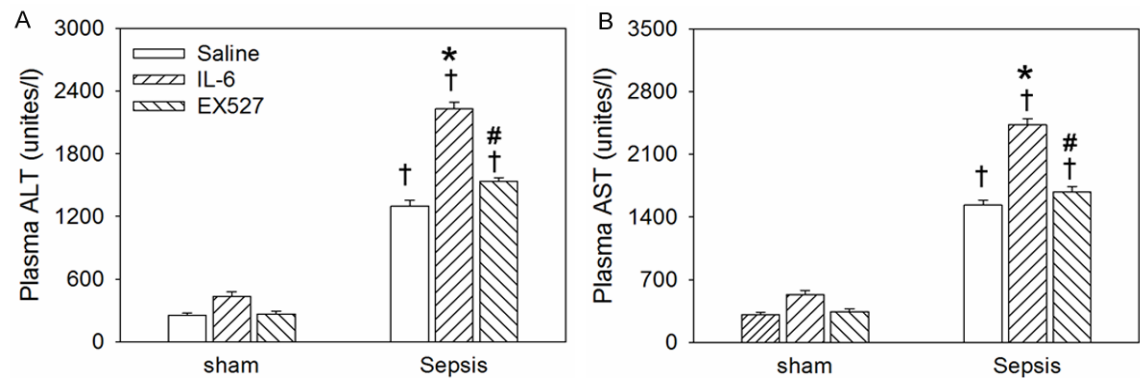 A
Plasma ALT (unites/l)
3000
2400
1800
1200
600
0
Saline
IL-6
EX527
†
*
†
#
†
sham
Sepsis
B
Plasma AST (unites/l)
3500
2800
2100
1400
700
0
†
*
†
#
†
sham
Sepsis